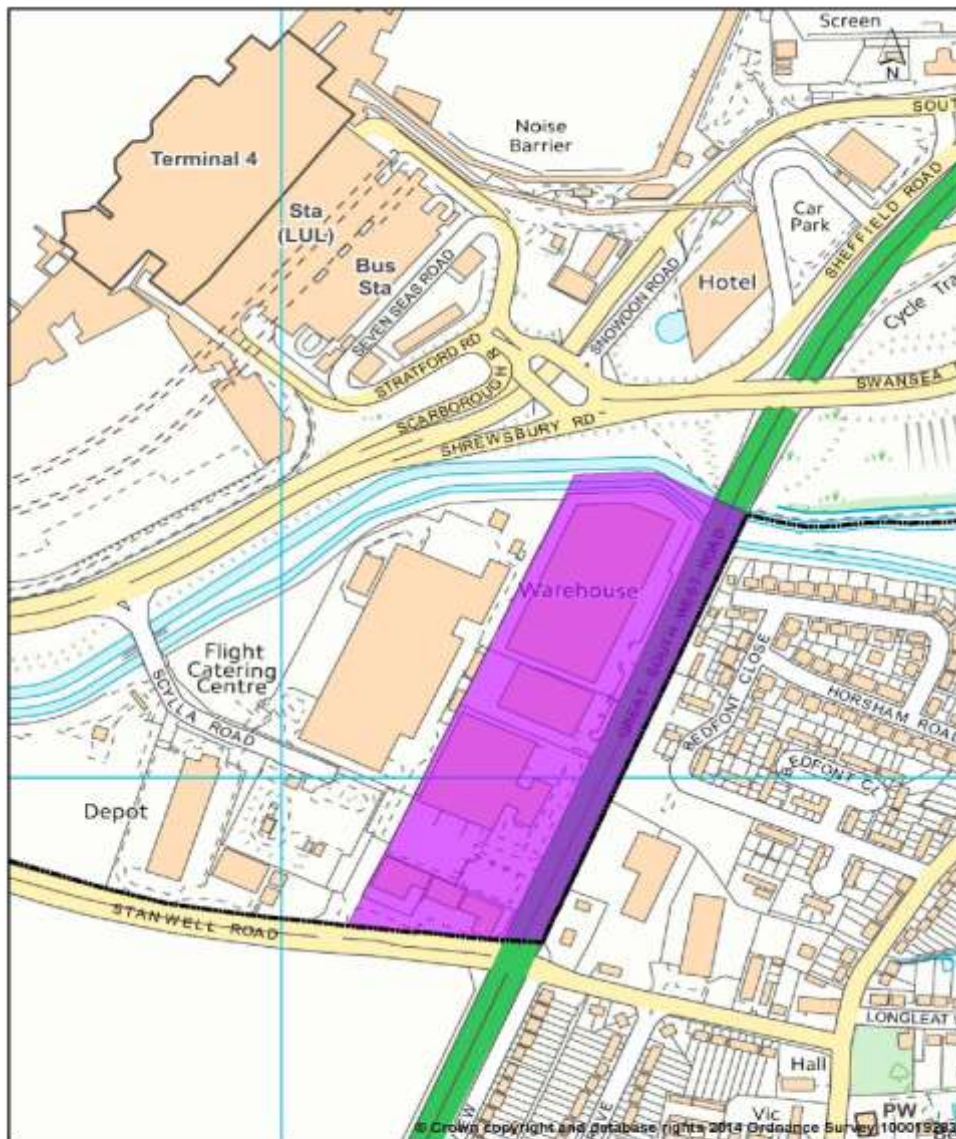 Screen
N
SOUT
Noise
Barrier
Terminal 4
Sta
(LUL)
Bus
Sta
SEVEN SEAS ROAD
Car
Park
SHEFFIELD ROAD
Hotel
SNOWDON ROAD
Cycle Tra
STRATFORD RD
SCARBOROUGH R
SWANSEA
SHREWSBURY RD
Warehouse
GREAT SOUTH-WEST ROAD
Flight
Catering
Centre
SCYLLA ROAD
BEDFONT CLOSE
HORSHAM ROAD
BEDFONT CL
Depot
STANWELL ROAD
LONGLEAT
Hall
Vic
PW
© Crown copyright and database rights 2014 Ordnance Survey 100019283